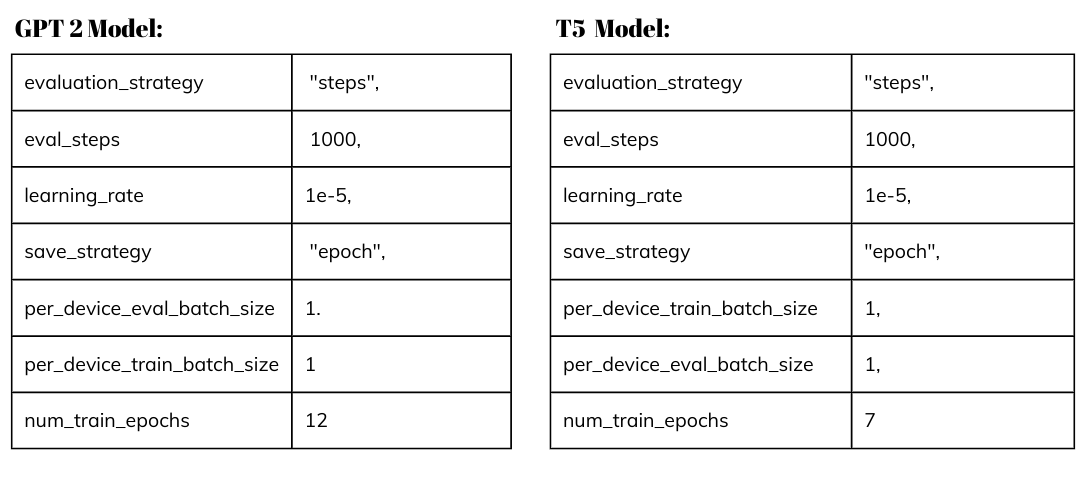 GPT 2 Model:
evaluation_strategy "steps",
eval_steps 1000,
learning_rate 1e-5,
save_strategy "epoch",
per_device_eval_batch_size 1.
per_device_train_batch_size 1
num_train_epochs 12
T5 Model:
evaluation_strategy "steps",
eval_steps 1000,
learning_rate 1e-5,
save_strategy "epoch",
per_device_train_batch_size 1,
per_device_eval_batch_size 1,
num_train_epochs 7